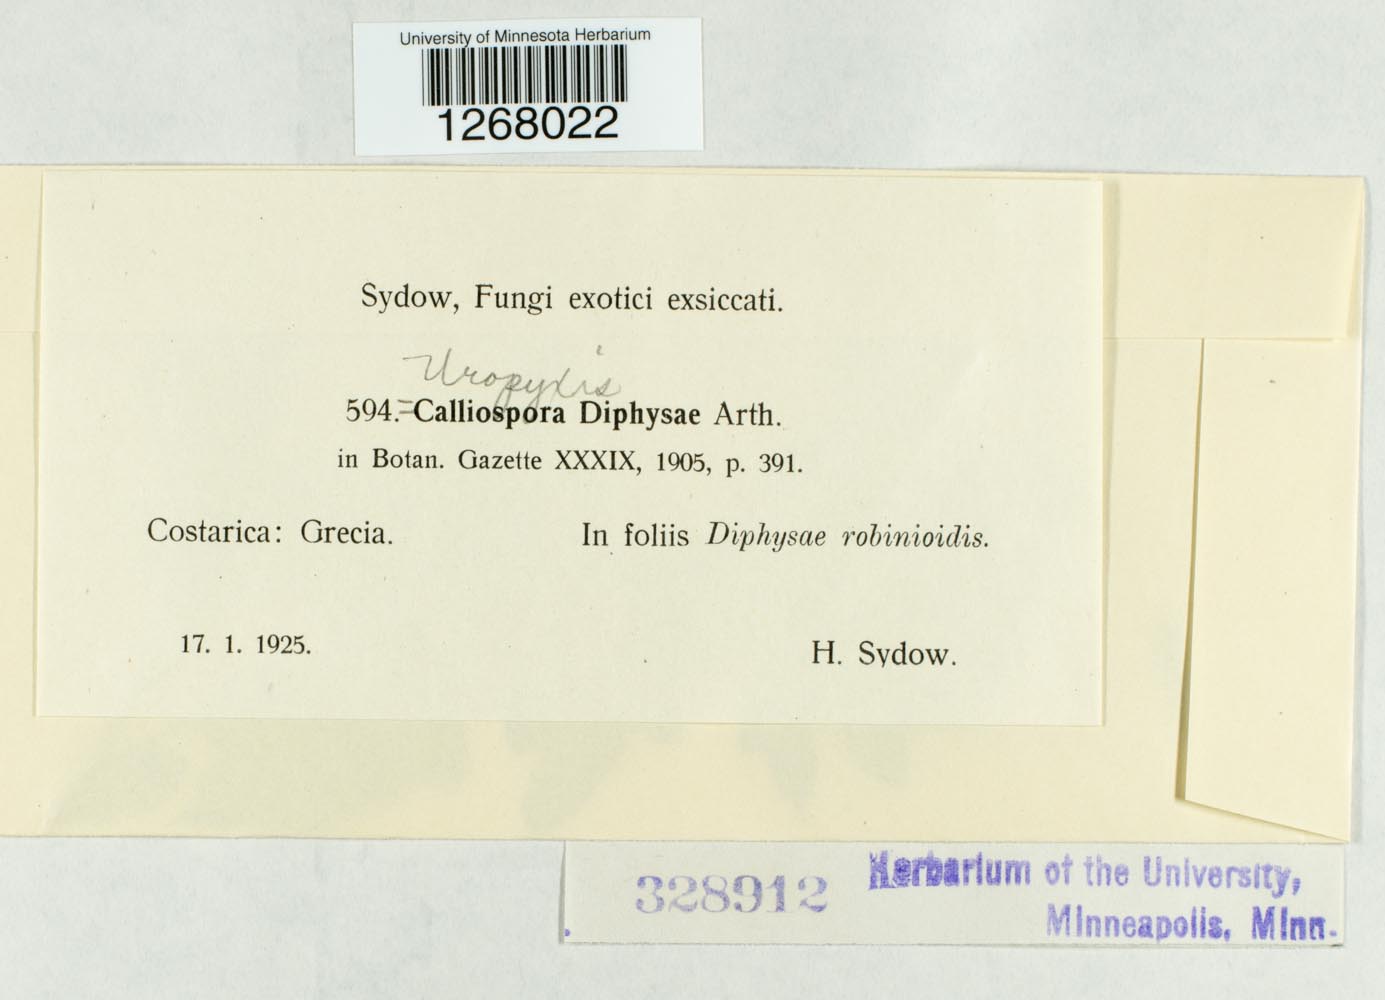 University of Minnesota Herbarium
1268022
Sydow, Fungi exotici exsiccati.
Uropyxis
594. = Calliospora Diphysae Arth.
in Botan. Gazette XXXIX, 1905, p. 391.
Costarica: Grecia. In foliis Diphysae robinioidis.
17. 1. 1925. H. Sydow.
328912 Herbarium of the University,
Minneapolis, Minn.